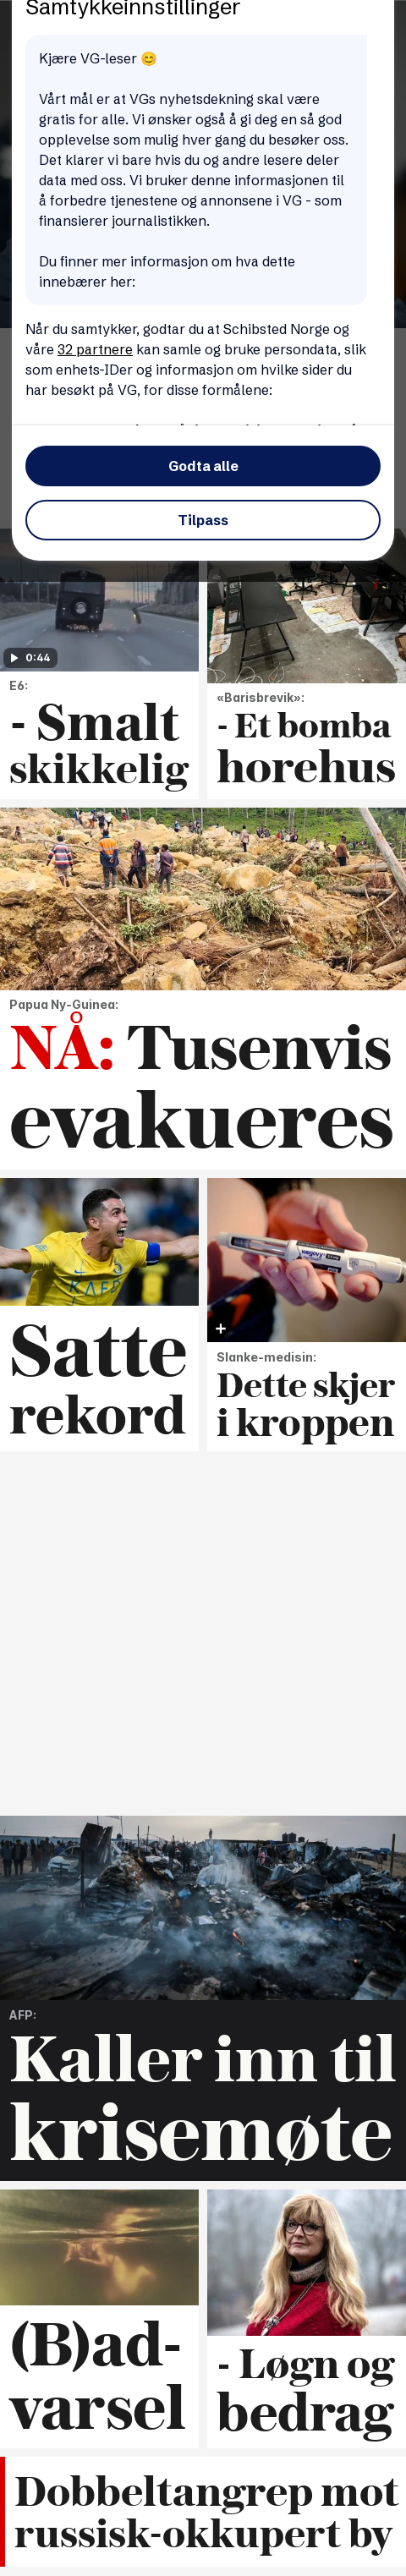 Samtykkeinnstillinger
Kjære VG-leser 😊
Vårt mål er at VGs nyhetsdekning skal være
gratis for alle. Vi ønsker også å gi deg en så god
opplevelse som mulig hver gang du besøker oss.
Det klarer vi bare hvis du og andre lesere deler
data med oss. Vi bruker denne informasjonen til
å forbedre tjenestene og annonsene i VG - som
finansierer journalistikken.
Du finner mer informasjon om hva dette
innebærer her:
Når du samtykker, godtar du at Schibsted Norge og
våre 32 partnere kan samle og bruke persondata, slik
som enhets-IDer og informasjon om hvilke sider du
har besøkt på VG, for disse formålene:
Godta alle
Tilpass
0:44
E6:
- Smalt
skikkelig
«Barisbrevik»:
- Et bomba
horehus
Papua Ny-Guinea:
NÅ: Tusenvis
evakueres
Satte
rekord
wegovy
Slanke-medisin:
Dette skjer
i kroppen
AFP:
Kaller inn til
krisemøte
(B)ad-
varsel
- Løgn og
bedrag
Dobbeltangrep mot
russisk-okkupert by